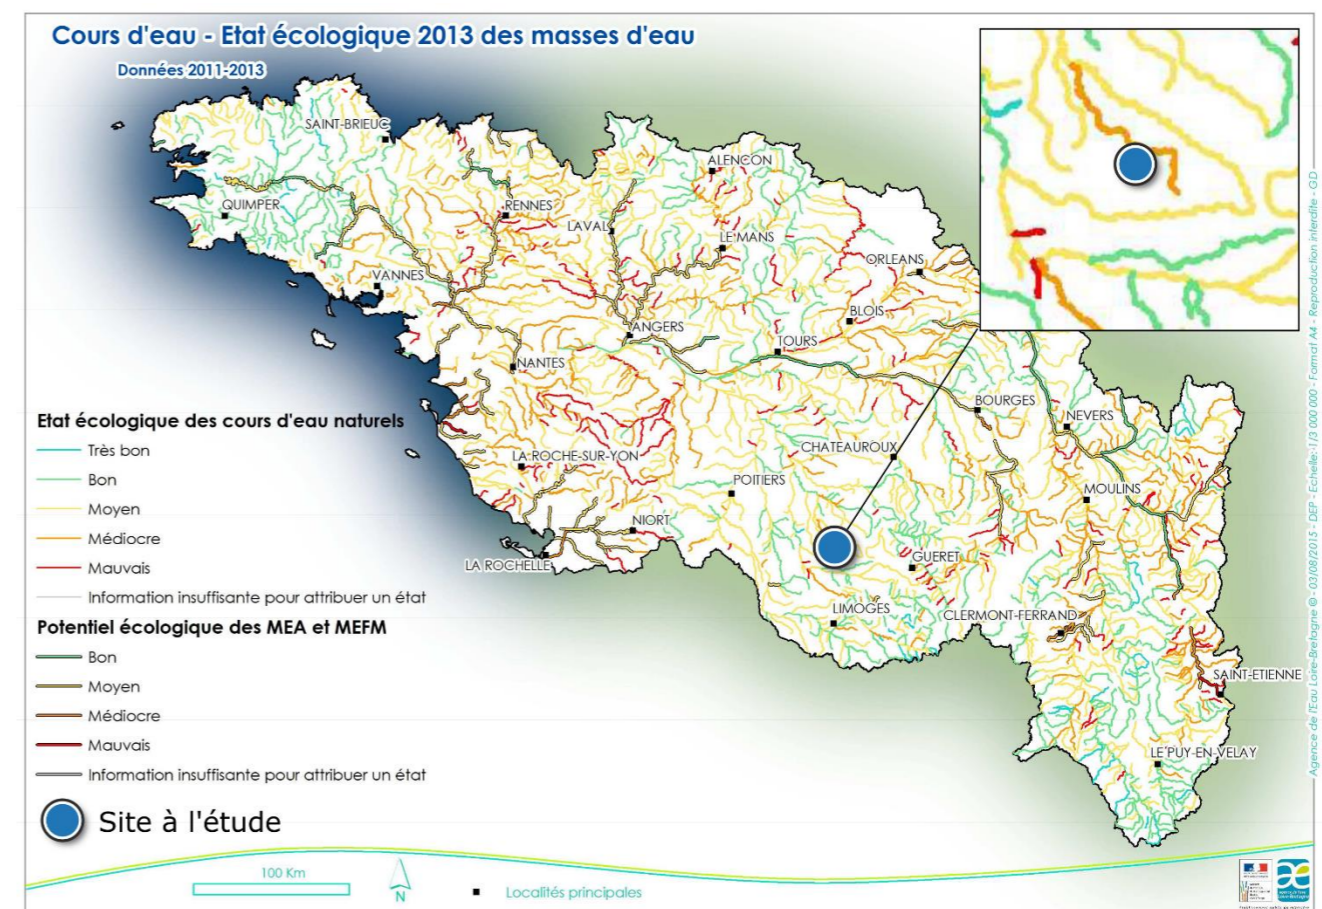 Cours d'eau - Etat écologique 2013 des masses d'eau
Données 2011-2013
SAINT-BRIEUC
ALENCON
QUIMPER
RENNES
LAVAL
LE MANS
ORLEANS
VANNES
BLOIS
ANGERS
TOURS
NANTES
BOURGES
NEVERS
CHATEAUROUX
LA ROCHE-SUR-YON
POITIERS
MOULINS
NIORT
LA ROCHELLE
GUERET
LIMOGES
CLERMONT-FERRAND
SAINT-ETIENNE
LE PUY-EN-VELAY
Etat écologique des cours d'eau naturels
Très bon
Bon
Moyen
Médiocre
Mauvais
Information insuffisante pour attribuer un état
Potentiel écologique des MEA et MEFM
Bon
Moyen
Médiocre
Mauvais
Information insuffisante pour attribuer un état
Site à l'étude
100 Km
N
Localités principales
Agence de l'Eau Loire-Bretagne © - 03/08/2015 - DEP - Echelle: 1/3 000 000 - Format A4 - Reproduction interdite - GD